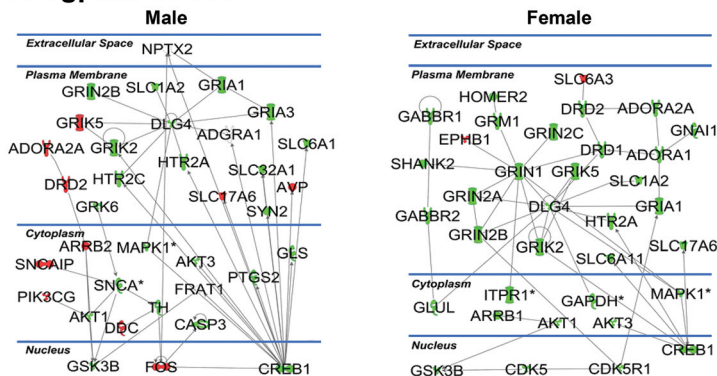 Male
Extracellular Space
NPTX2
Plasma Membrane
GRIN2B
SLC1A2
GRIA1
GRIA3
GRIK5
DLG4
ADGRA1
SLC6A1
ADORA2A
GRIK2
HTR2A
SLC32A1
DRD2
HTR2C
SLC17A6
AVP
GRK6
SYN2
Cytoplasm
ARRB2
MAPK1*
AKT3
GLS
SNCAIP
SNCA*
PTGS2
PIK3CG
FRAT1
TH
AKT1
DDC
CASP3
Nucleus
GSK3B
FOS
CREB1
Female
Extracellular Space
Plasma Membrane
SLC6A3
HOMER2
GABBR1
GRM1
DRD2
ADORA2A
EPHB1
GRIN2C
GNAI1
SHANK2
DRD1
ADORA1
GRIN1
GRIK5
SLC1A2
GRIN2A
DLG4
GRIA1
GABBR2
HTR2A
GRIN2B
GRIK2
SLC6A11
SLC17A6
Cytoplasm
GLUL
ITPR1*
GAPDH*
MAPK1*
ARRB1
AKT1
AKT3
Nucleus
CREB1
GSK3B
CDK5
CDK5R1